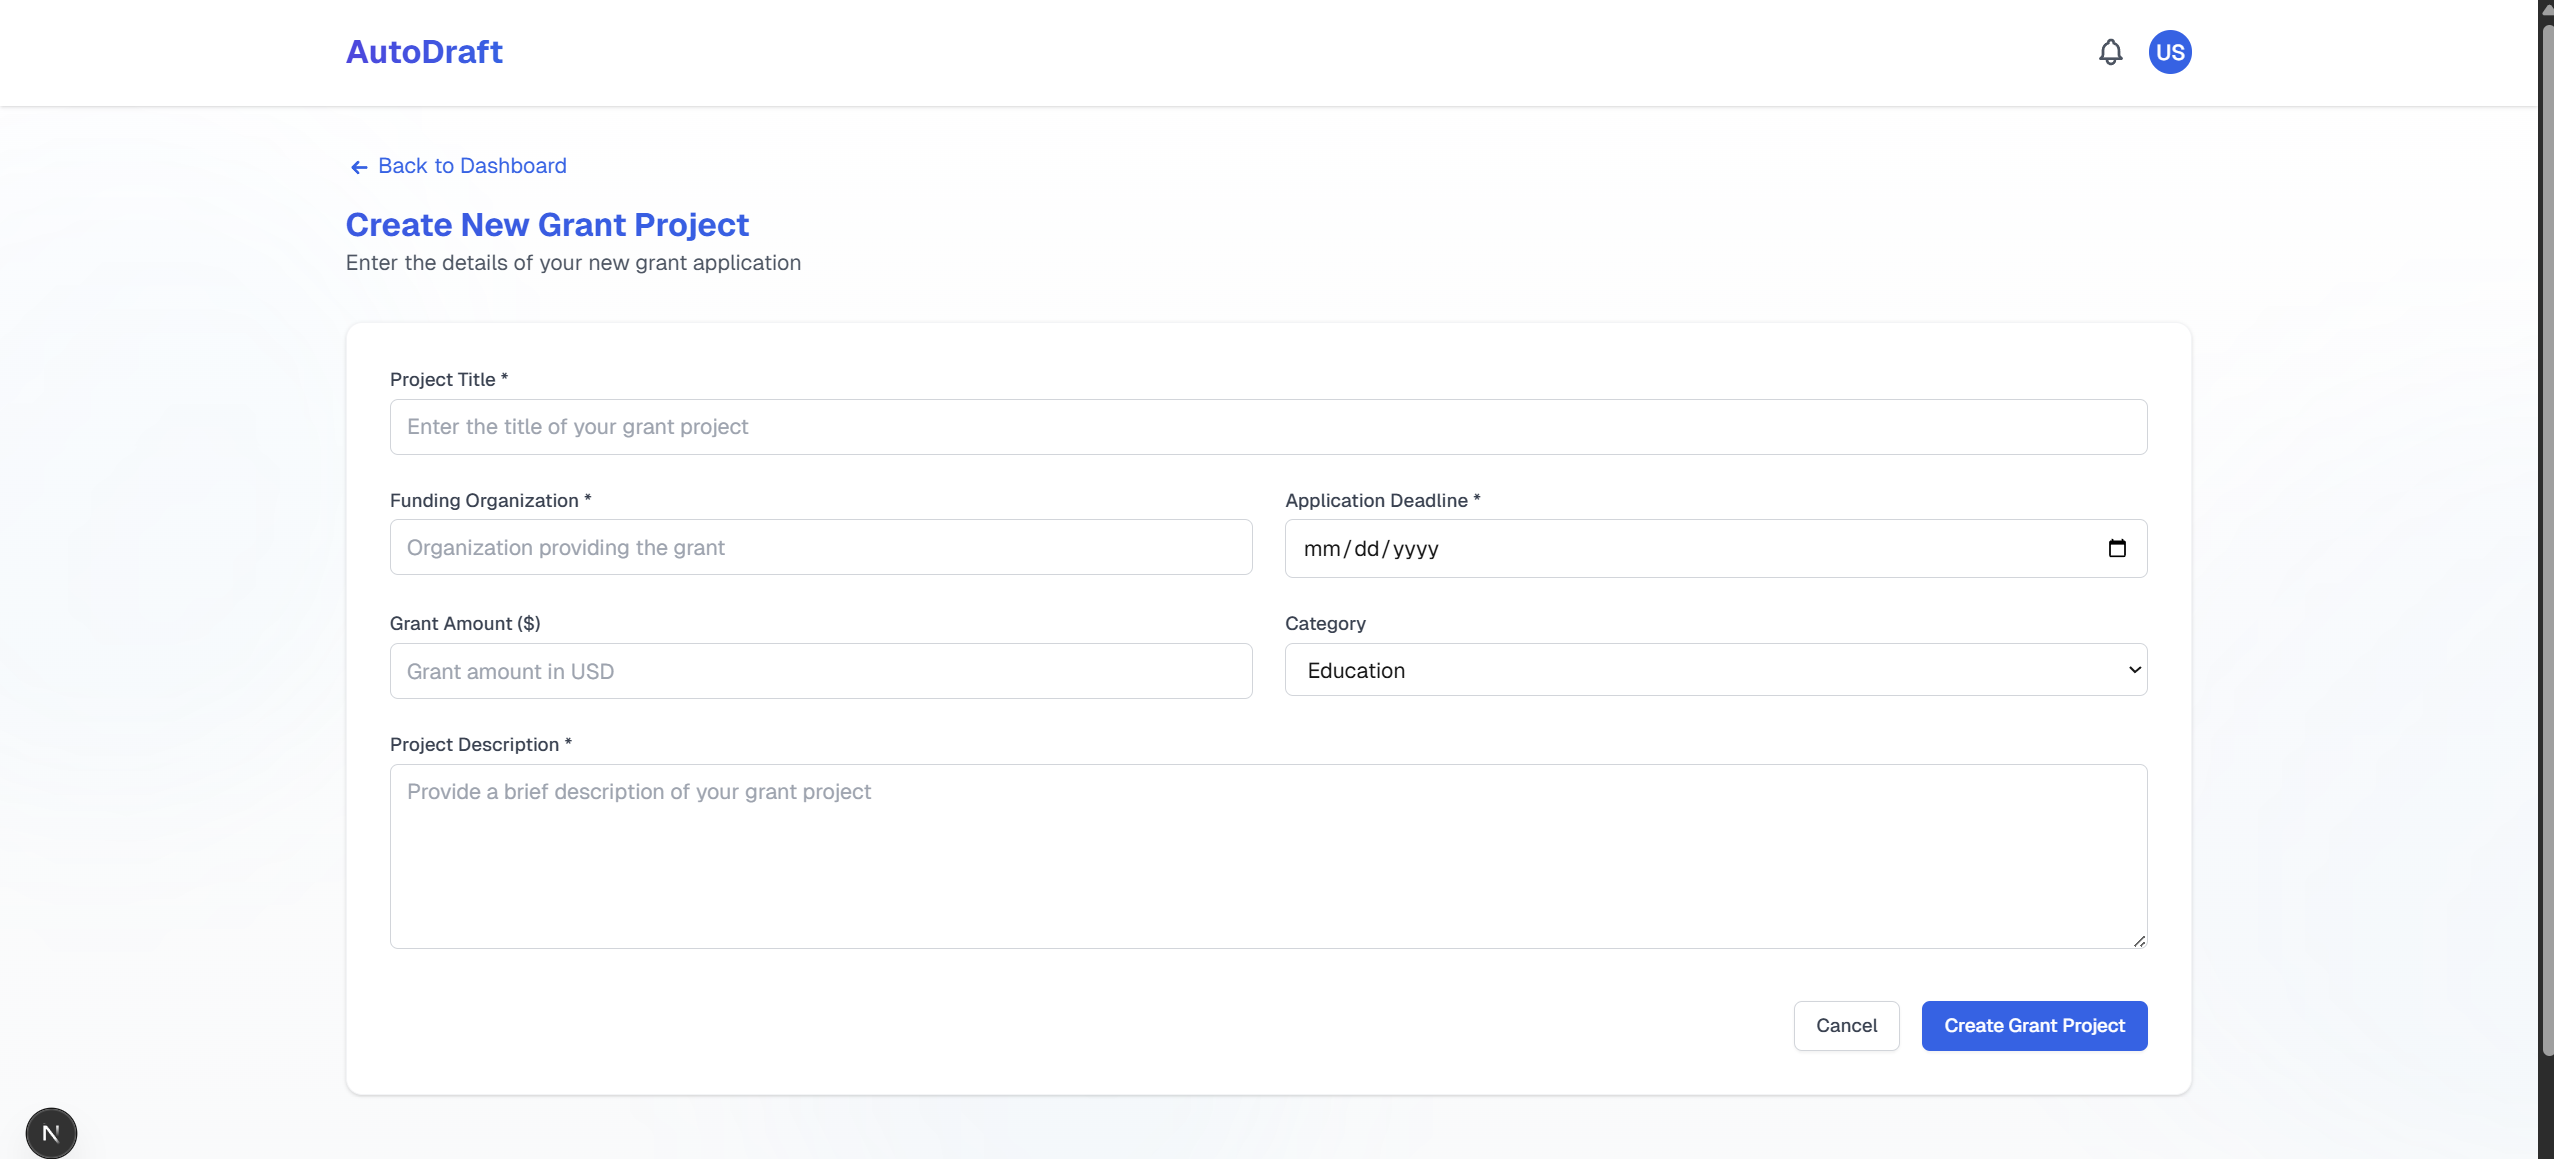 AutoDraft
US
Back to Dashboard
Create New Grant Project
Enter the details of your new grant application
Project Title *
Enter the title of your grant project
Funding Organization *
Application Deadline *
Organization providing the grant
mm/dd/yyyy
Grant Amount ($)
Category
Grant amount in USD
Education
Project Description *
Provide a brief description of your grant project
Cancel
Create Grant Project
N